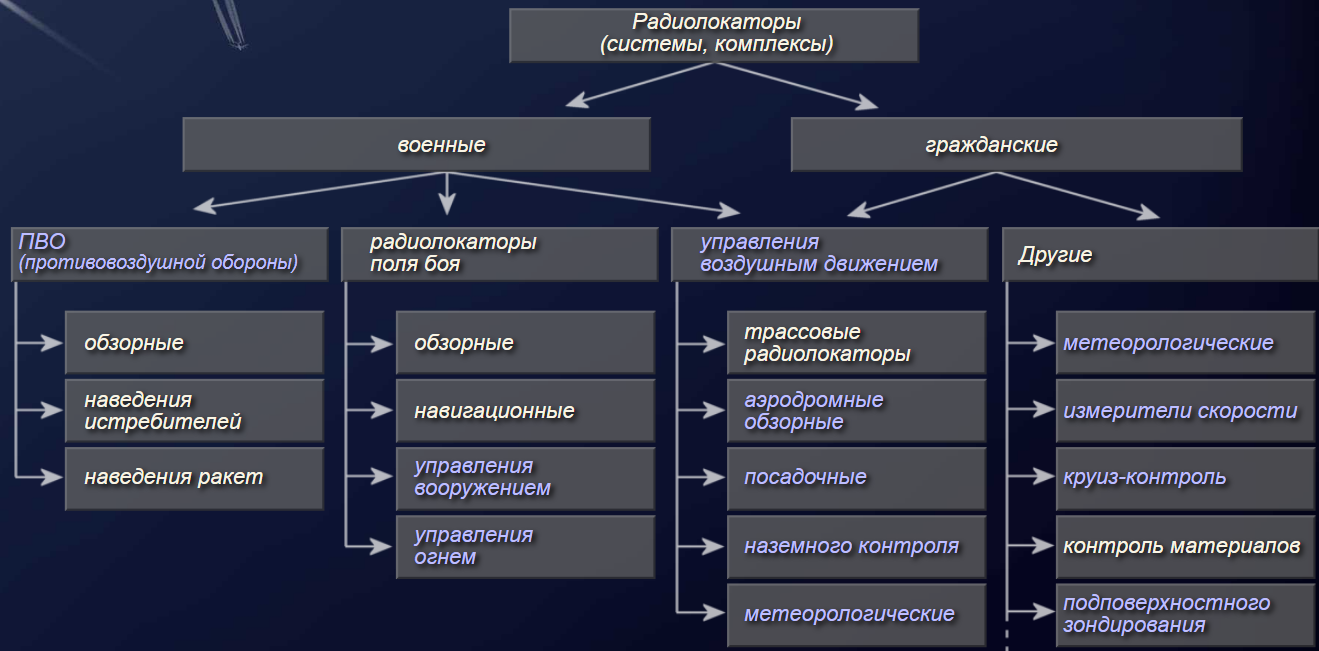 Радиолокаторы
(системы, комплексы)
военные
гражданские
ПВО
(противовоздушной обороны)
радиолокаторы
поля боя
управления
воздушным движением
Другие
обзорные
наведения
истребителей
наведения ракет
обзорные
навигационные
управления
вооружением
управления
огнем
трассовые
радиолокаторы
аэродромные
обзорные
посадочные
наземного контроля
метеорологические
метеорологические
измерители скорости
круиз-контроль
контроль материалов
подповерхностного
зондирования